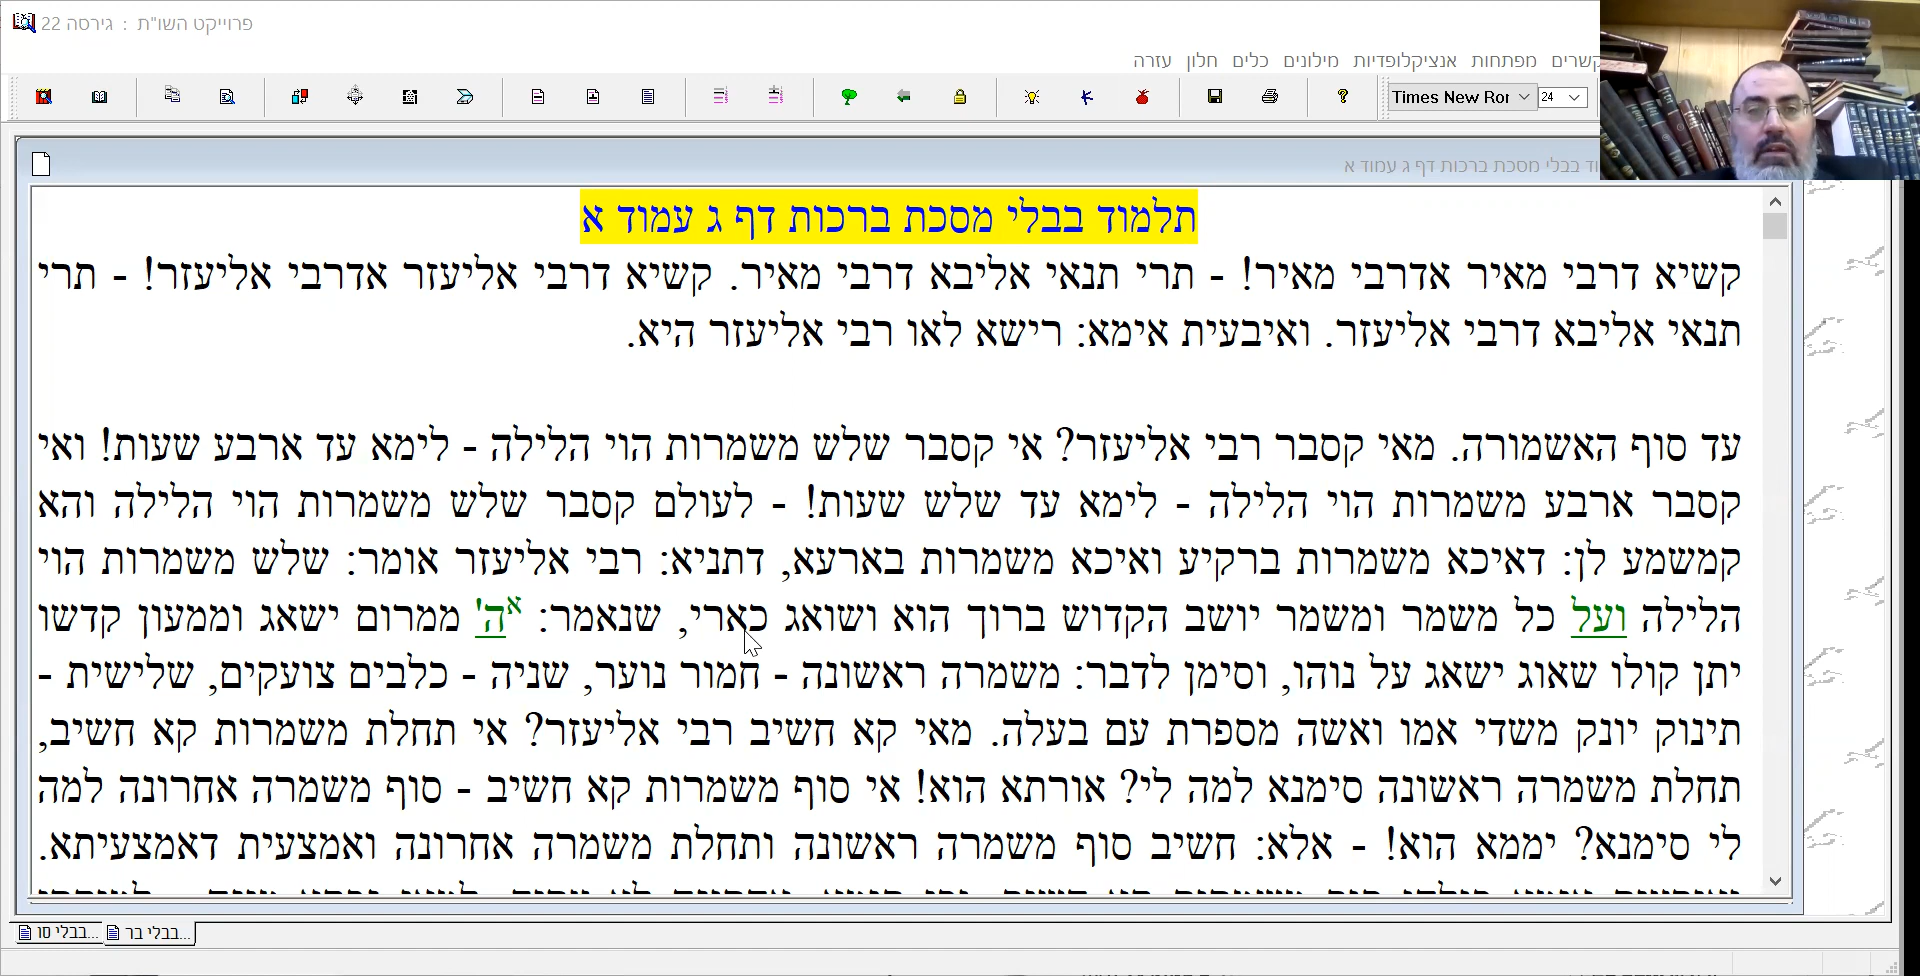 פרוייקט השו"ת : גירסה 22
קשרים מפתחות אנציקלופדיות מילונים כלים חלון עזרה
Times New Ror 24
וד בבלי מסכת ברכות דף ג עמוד א
תלמוד בבלי מסכת ברכות דף ג עמוד א
קשיא דרבי מאיר אדרבי מאיר! - תרי תנאי אליבא דרבי מאיר. קשיא דרבי אליעזר אדרבי אליעזר! - תרי
תנאי אליבא דרבי אליעזר. ואיבעית אימא: רישא לאו רבי אליעזר היא.
עד סוף האשמורה. מאי קסבר רבי אליעזר? אי קסבר שלש משמרות הוי הלילה - לימא עד ארבע שעות! ואי
קסבר ארבע משמרות הוי הלילה - לימא עד שלש שעות! - לעולם קסבר שלש משמרות הוי הלילה והא
קמשמע לן: דאיכא משמרות ברקיע ואיכא משמרות בארעא, דתניא: רבי אליעזר אומר: שלש משמרות הוי
הלילה ועל כל משמר ומשמר יושב הקדוש ברוך הוא ושואג כארי, שנאמר: א ה' ממרום ישאג וממעון קדשו
יתן קולו שאוג ישאג על נוהו, וסימן לדבר: משמרה ראשונה - חמור נוער, שניה - כלבים צועקים, שלישית -
תינוק יונק משדי אמו ואשה מספרת עם בעלה. מאי קא חשיב רבי אליעזר? אי תחלת משמרות קא חשיב,
תחלת משמרה ראשונה סימנא למה לי? אורתא הוא! אי סוף משמרות קא חשיב - סוף משמרה אחרונה למה
לי סימנא? יממא הוא! - אלא: חשיב סוף משמרה ראשונה ותחלת משמרה אחרונה ואמצעית דאמצעיתא.
בבלי בר...
בבלי סו...